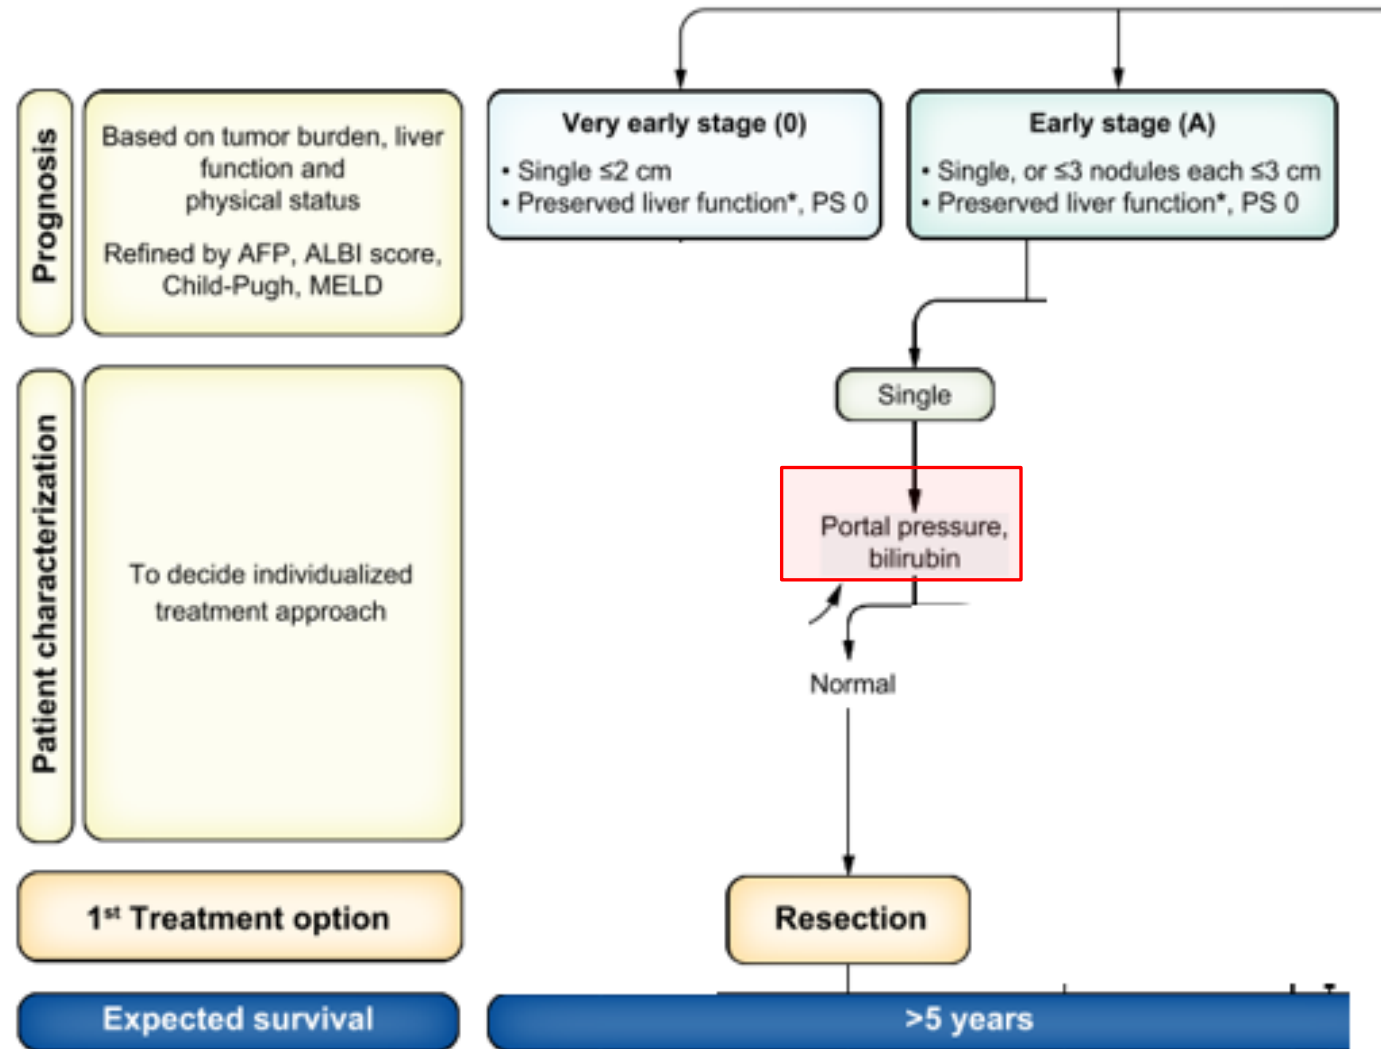 Prognosis
Based on tumor burden, liver
function and
physical status
Refined by AFP, ALBI score,
Child-Pugh, MELD
Very early stage (0)
• Single ≤2 cm
• Preserved liver function*, PS 0
Early stage (A)
• Single, or ≤3 nodules each ≤3 cm
• Preserved liver function*, PS 0
Patient characterization
To decide individualized
treatment approach
Single
Portal pressure,
bilirubin
Normal
1st Treatment option
Resection
Expected survival
>5 years